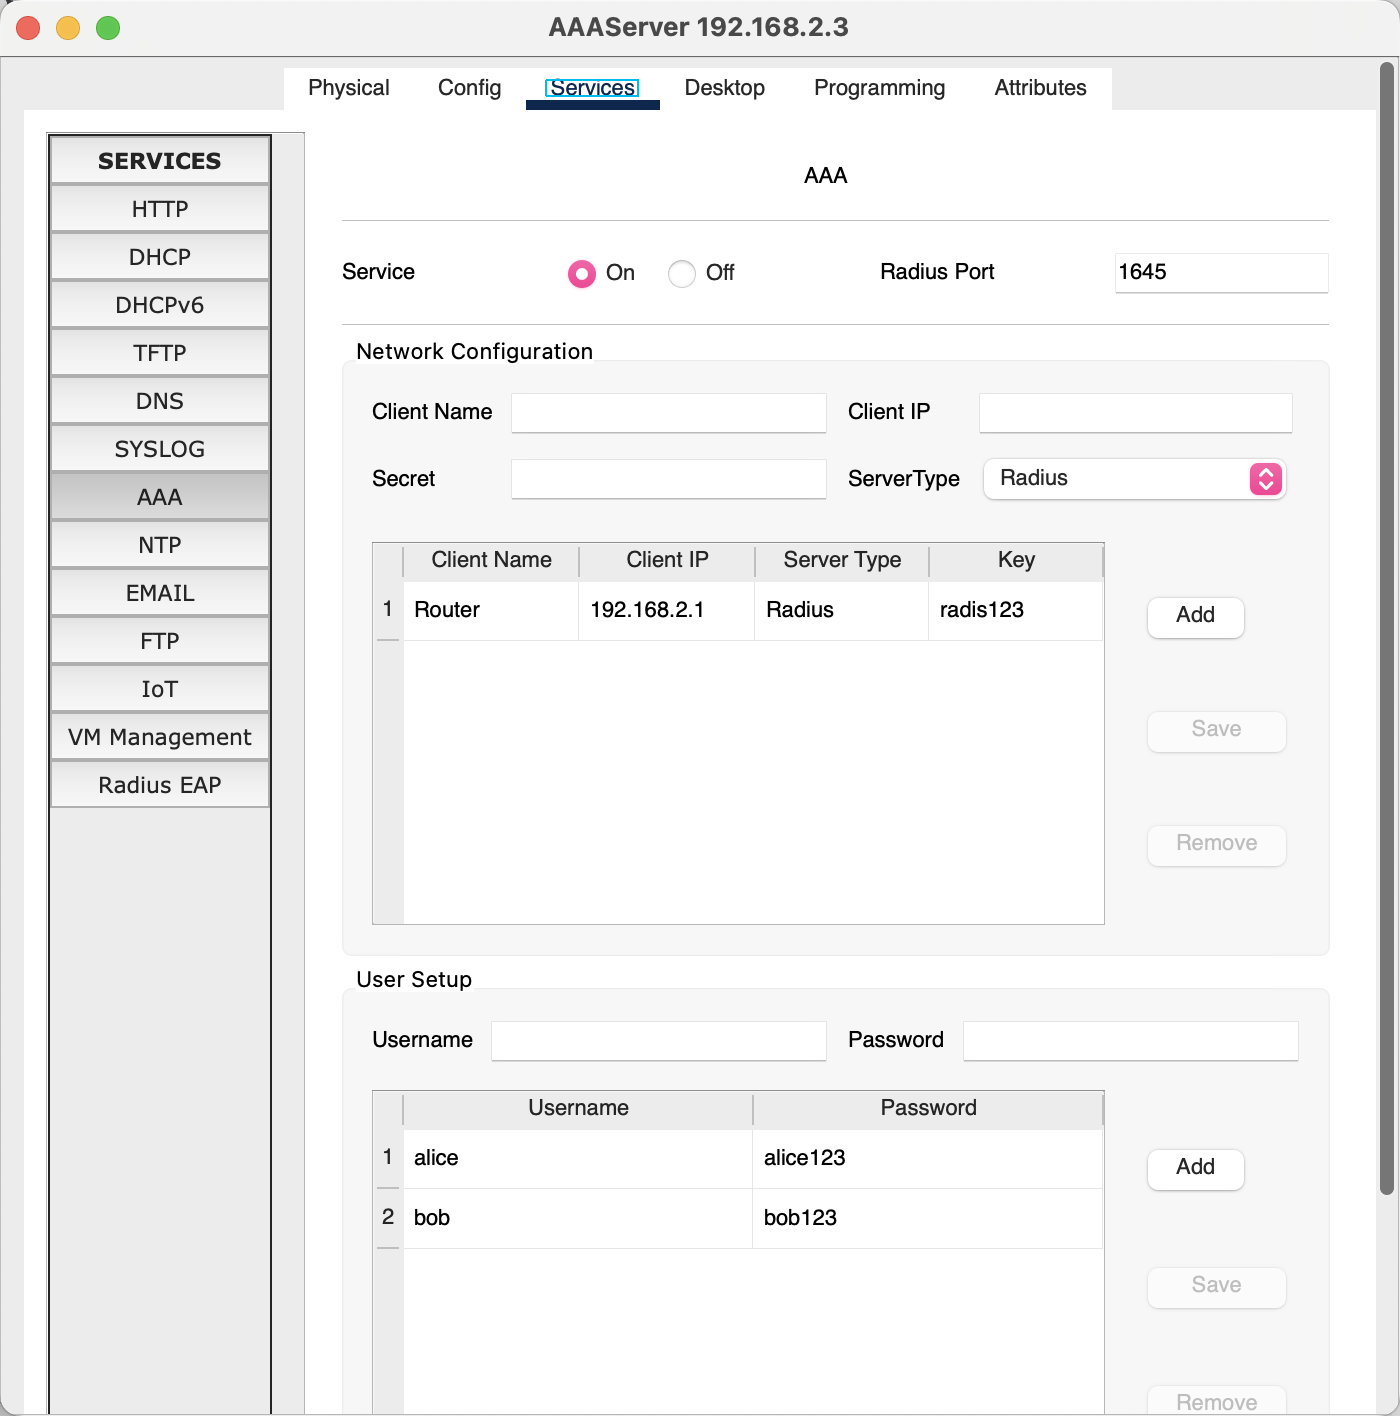 AAAServer 192.168.2.3
Physical Config Services Desktop Programming Attributes
SERVICES
HTTP
DHCP
DHCPv6
TFTP
DNS
SYSLOG
AAA
NTP
EMAIL
FTP
IoT
VM Management
Radius EAP
AAA
Service On Off Radius Port 1645
Network Configuration
Client Name Client IP
Secret ServerType Radius
Client Name Client IP Server Type Key
1 Router 192.168.2.1 Radius radis123
Add
Save
Remove
User Setup
Username Password
Username Password
1 alice alice123
2 bob bob123
Add
Save
Remove